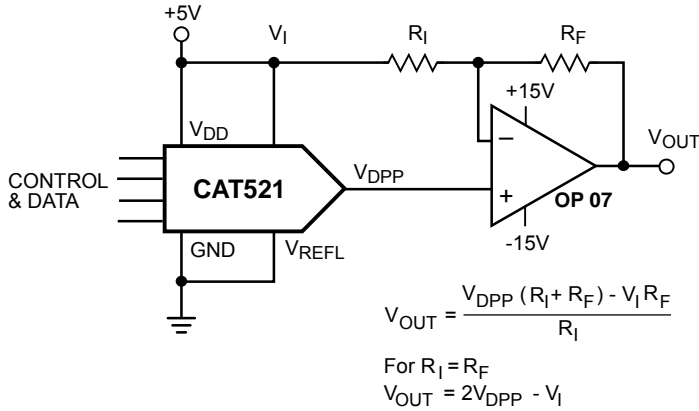 +5V
V_I
R_I
R_F
+15V
V_DD
V_OUT
CONTROL
& DATA
CAT521
V_DPP
−
+
OP 07
GND
V_REFL
-15V
V_OUT = V_DPP (R_I + R_F) - V_I R_F / R_I
For R_I = R_F
V_OUT = 2V_DPP - V_I